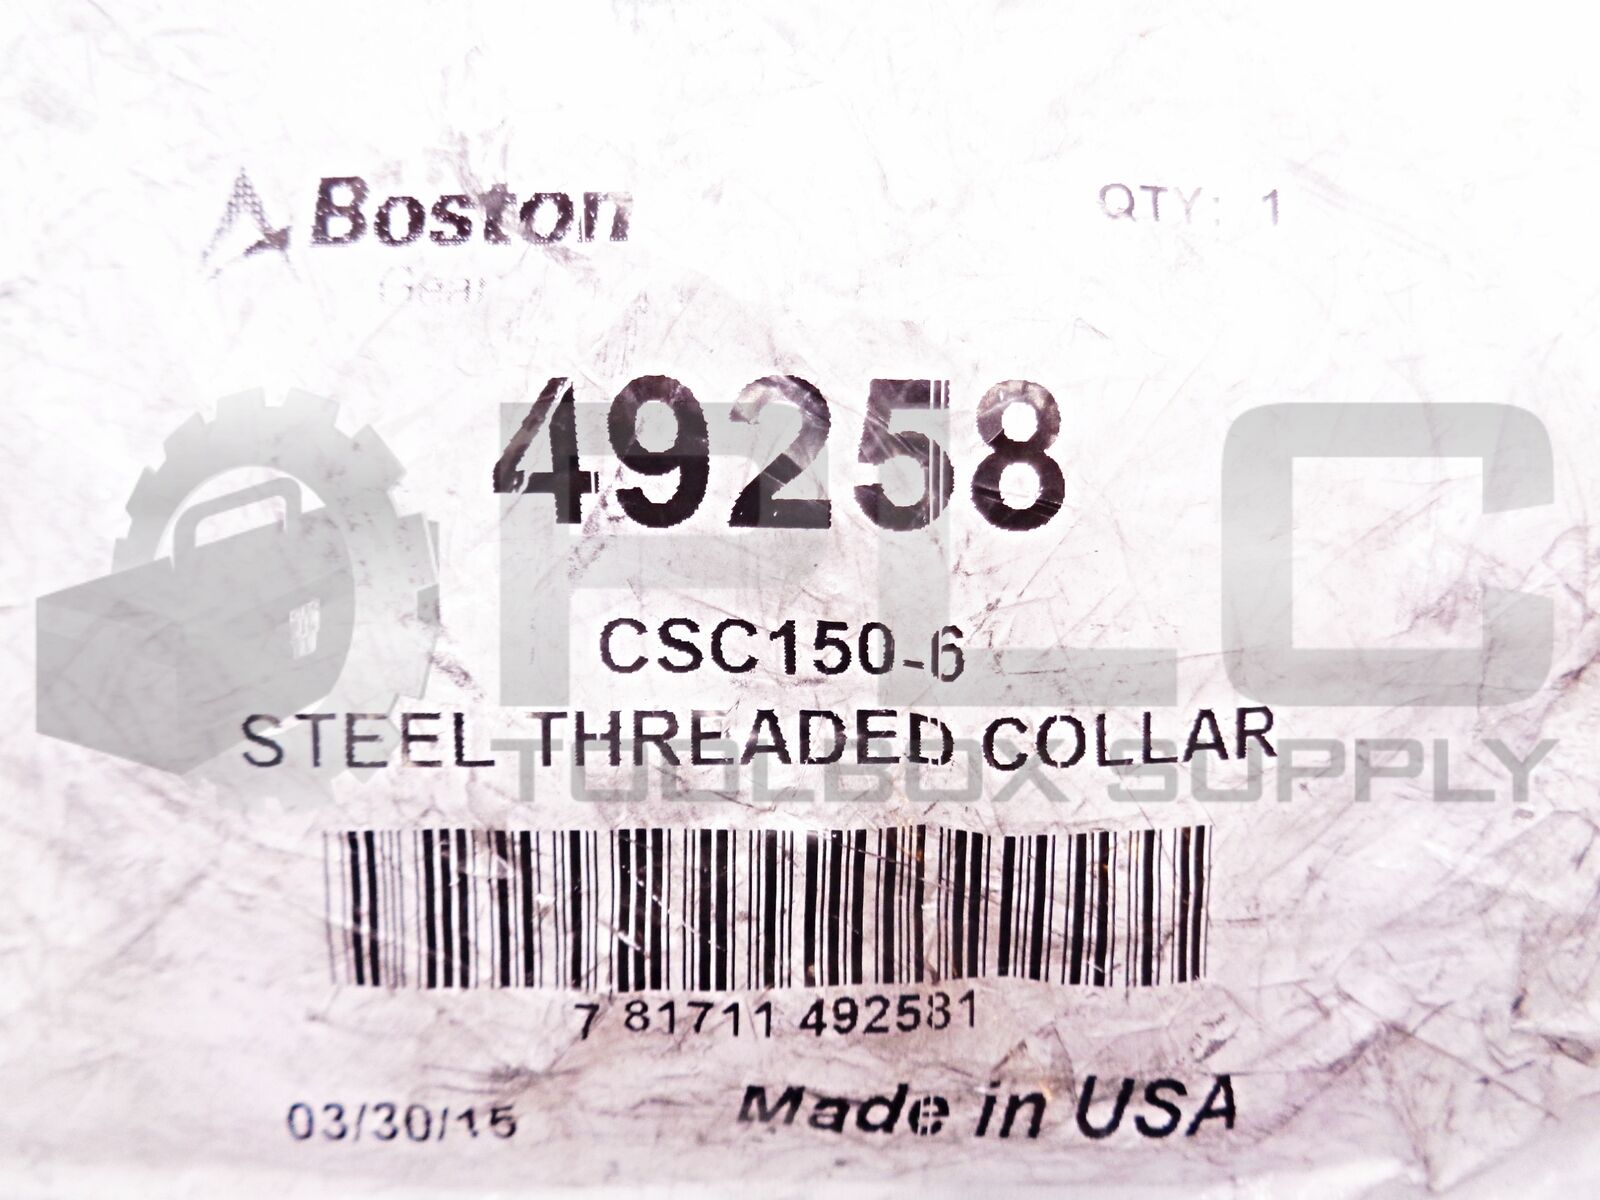 Boston
Gear
QTY: 1
49258
CSC150-6
STEEL THREADED COLLAR
7 81711 492581
03/30/15
Made in USA
PLC
TOOLBOX SUPPLY